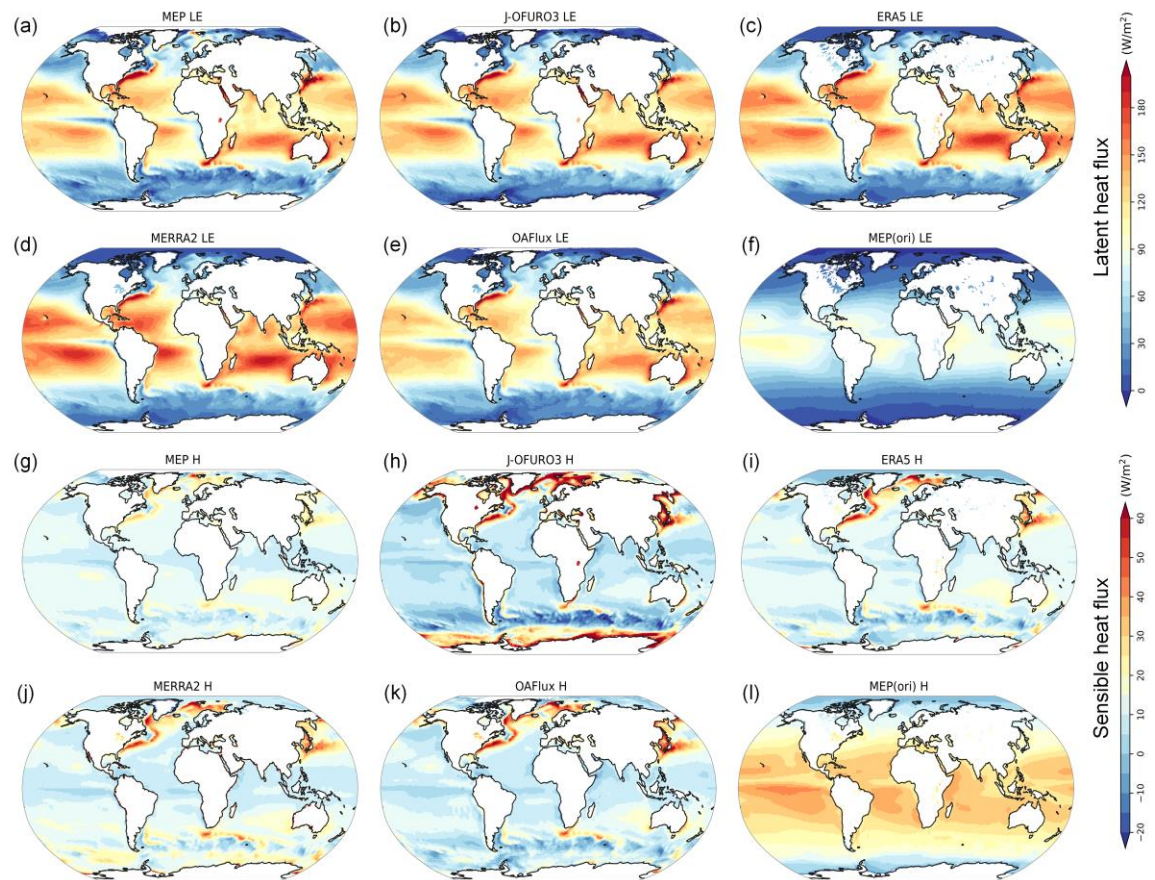 (a) MEP LE
(b) J-OFURO3 LE
(c) ERA5 LE
(d) MERRA2 LE
(e) OAFlux LE
(f) MEP(ori) LE
Latent heat flux
(W/m²)
180
150
120
90
60
30
0
(g) MEP H
(h) J-OFURO3 H
(i) ERA5 H
(j) MERRA2 H
(k) OAFlux H
(l) MEP(ori) H
Sensible heat flux
(W/m²)
60
50
40
30
20
10
0
−10
−20